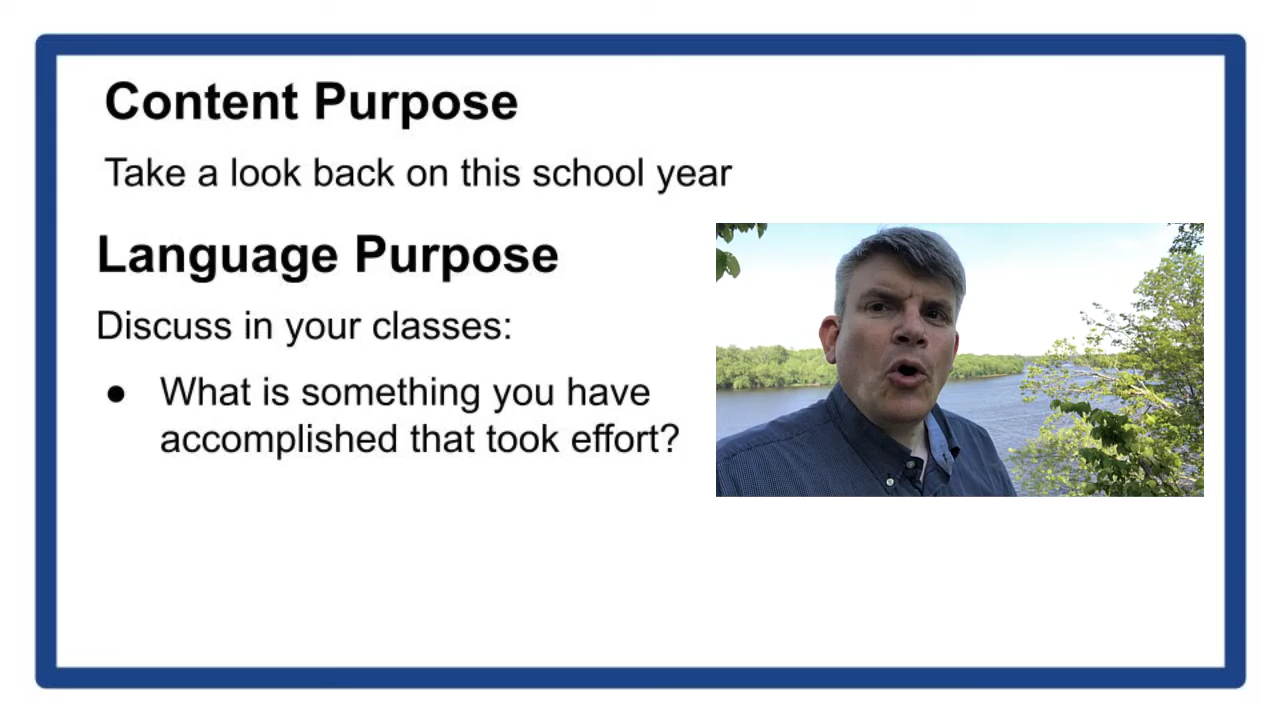 Content Purpose
Take a look back on this school year
Language Purpose
Discuss in your classes:
● What is something you have
accomplished that took effort?